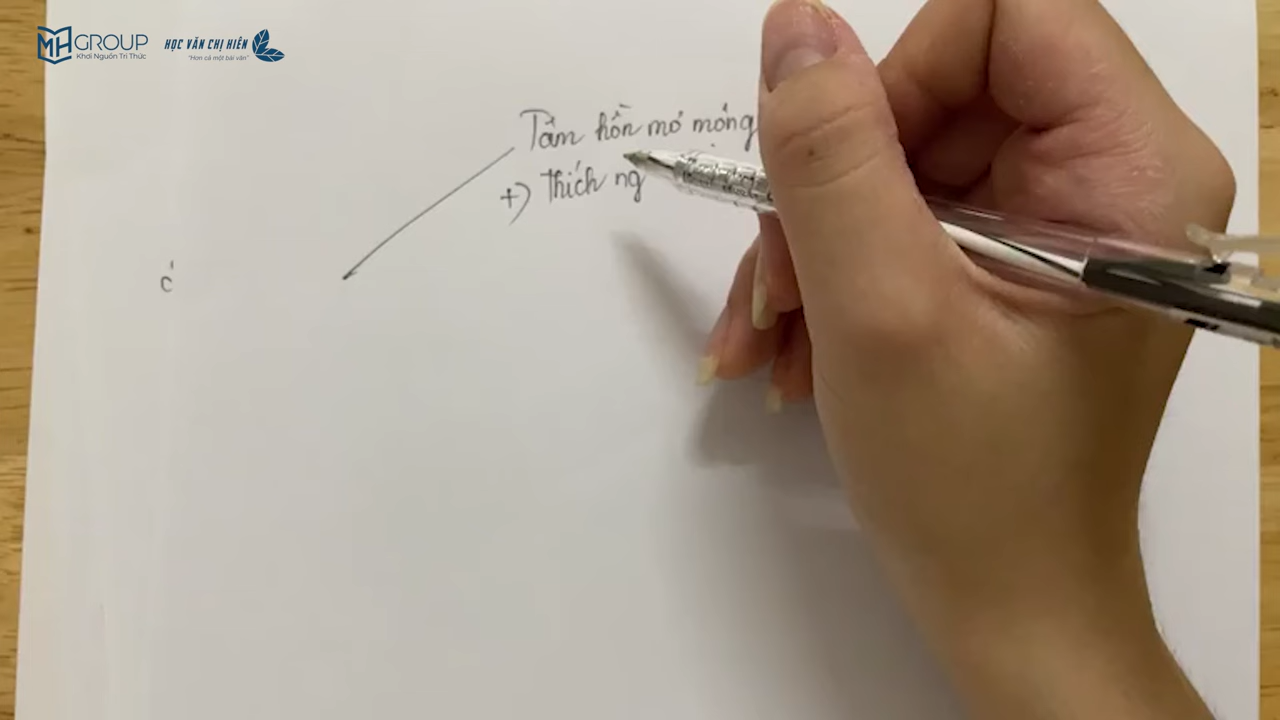 MH GROUP
Khơi Nguồn Tri Thức
HỌC VĂN CHỊ HIÊN
"Hơn cả một bài văn"
Tâm hồn mơ mộng
+) thích ng